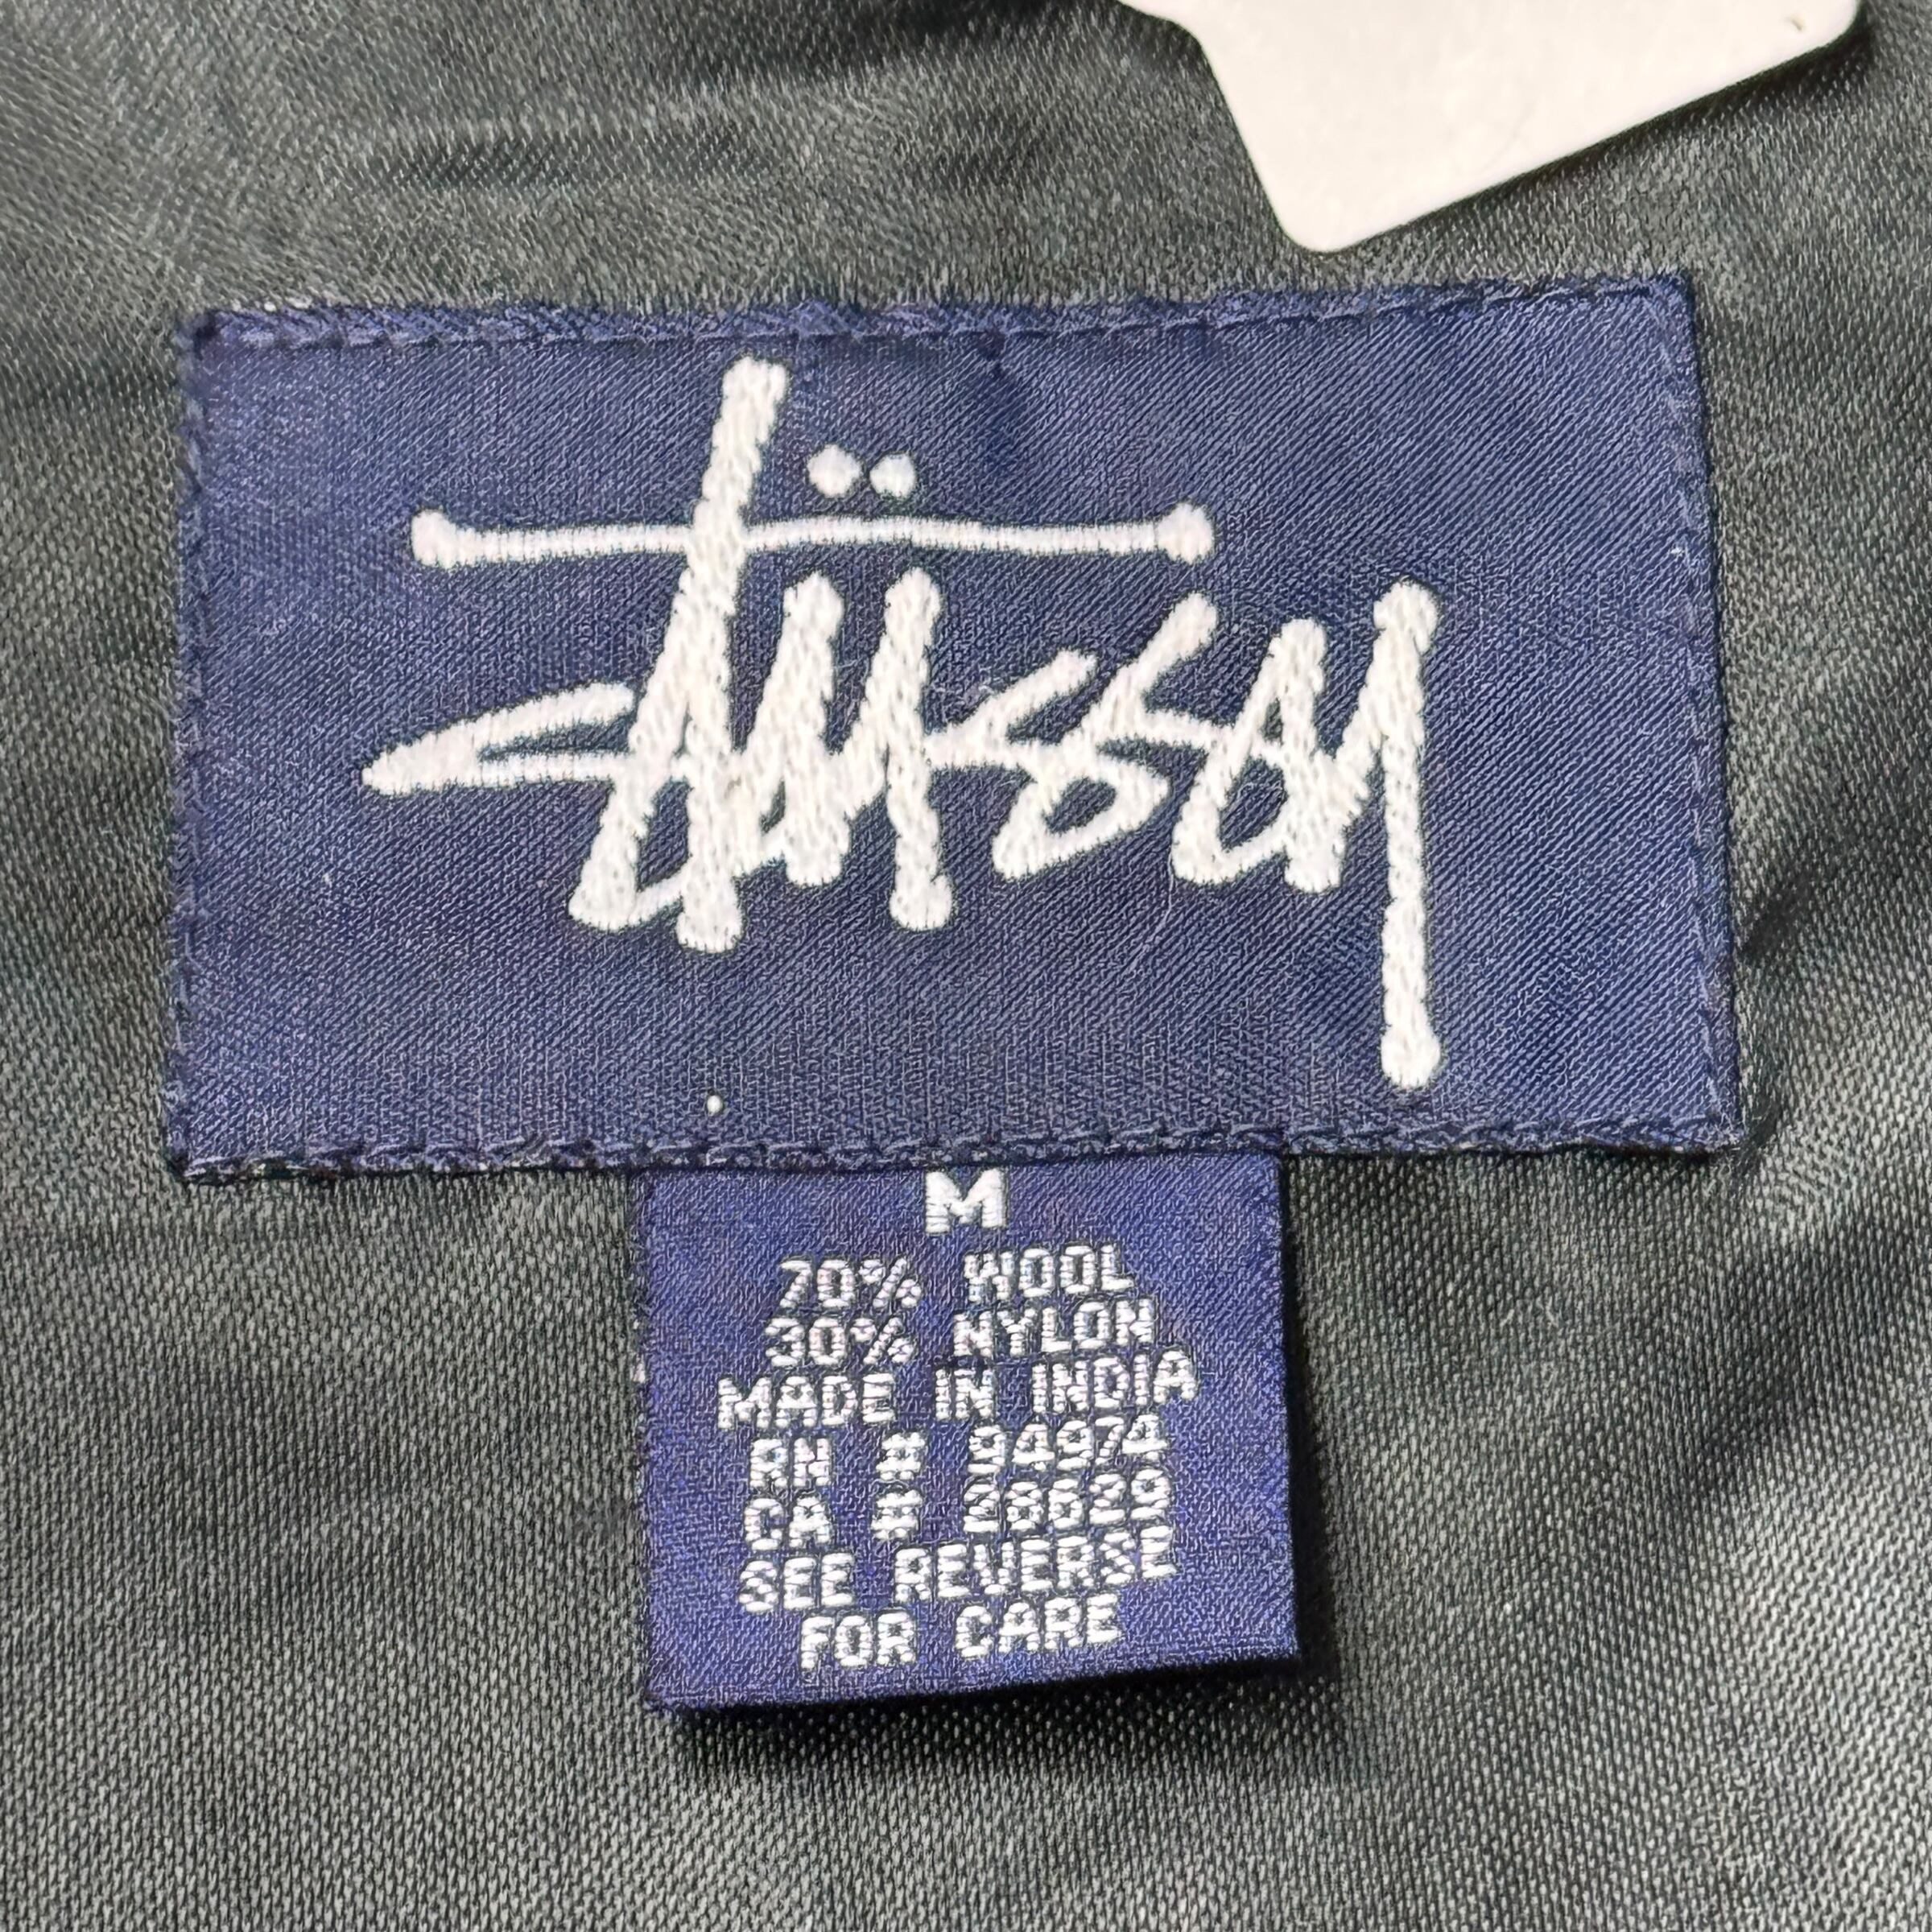 Stüssy
M
70% WOOL
30% NYLON
MADE IN INDIA
RN # 94974
CA # 28629
SEE REVERSE
FOR CARE